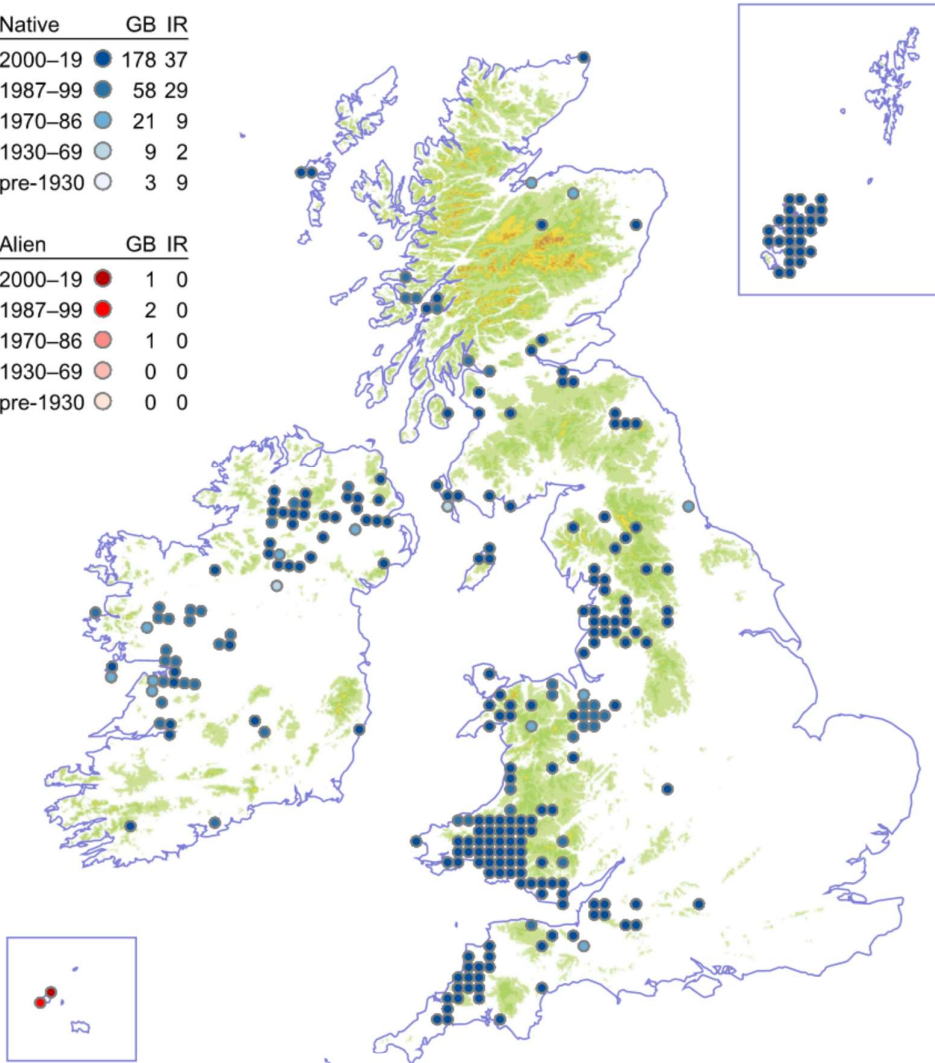 Native GB IR
2000–19 178 37
1987–99 58 29
1970–86 21 9
1930–69 9 2
pre-1930 3 9
Alien GB IR
2000–19 1 0
1987–99 2 0
1970–86 1 0
1930–69 0 0
pre-1930 0 0